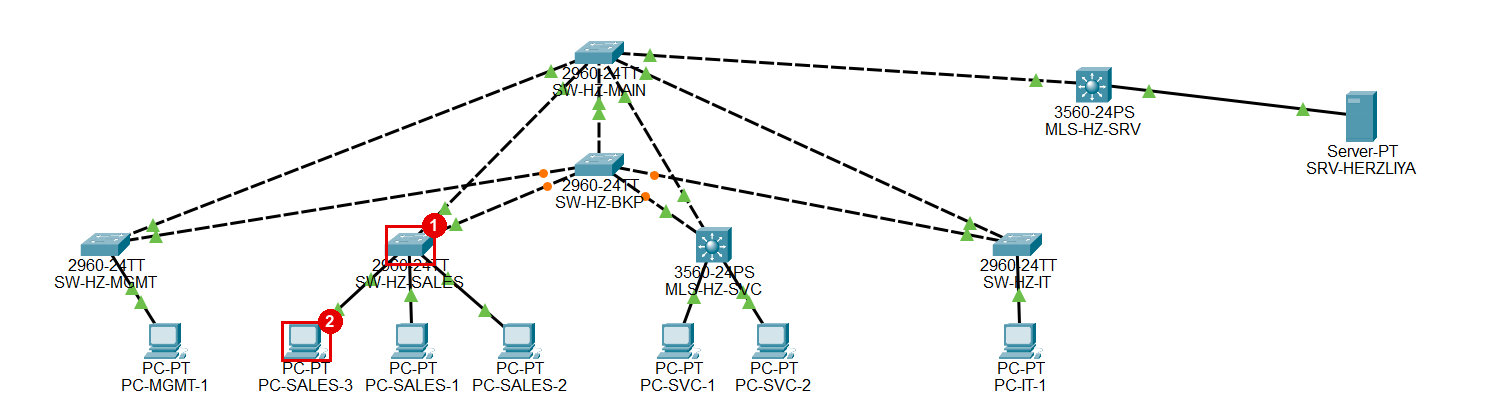 2960-24TT
SW-HZ-MAIN
3560-24PS
MLS-HZ-SRV
Server-PT
SRV-HERZLIYA
2960-24TT
SW-HZ-BKP
1
2960-24TT
SW-HZ-MGMT
2960-24TT
SW-HZ-SALES
3560-24PS
MLS-HZ-SVC
2960-24TT
SW-HZ-IT
2
PC-PT
PC-MGMT-1
PC-PT
PC-SALES-3
PC-PT
PC-SALES-1
PC-PT
PC-SALES-2
PC-PT
PC-SVC-1
PC-PT
PC-SVC-2
PC-PT
PC-IT-1